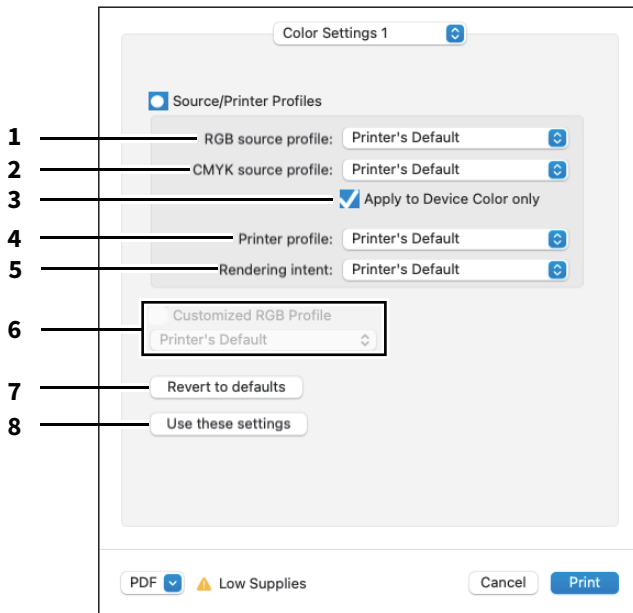 Color Settings 1
Source/Printer Profiles
1 RGB source profile: Printer's Default
2 CMYK source profile: Printer's Default
3 Apply to Device Color only
4 Printer profile: Printer's Default
5 Rendering intent: Printer's Default
Customized RGB Profile
6 Printer's Default
7 Revert to defaults
8 Use these settings
PDF Low Supplies Cancel Print